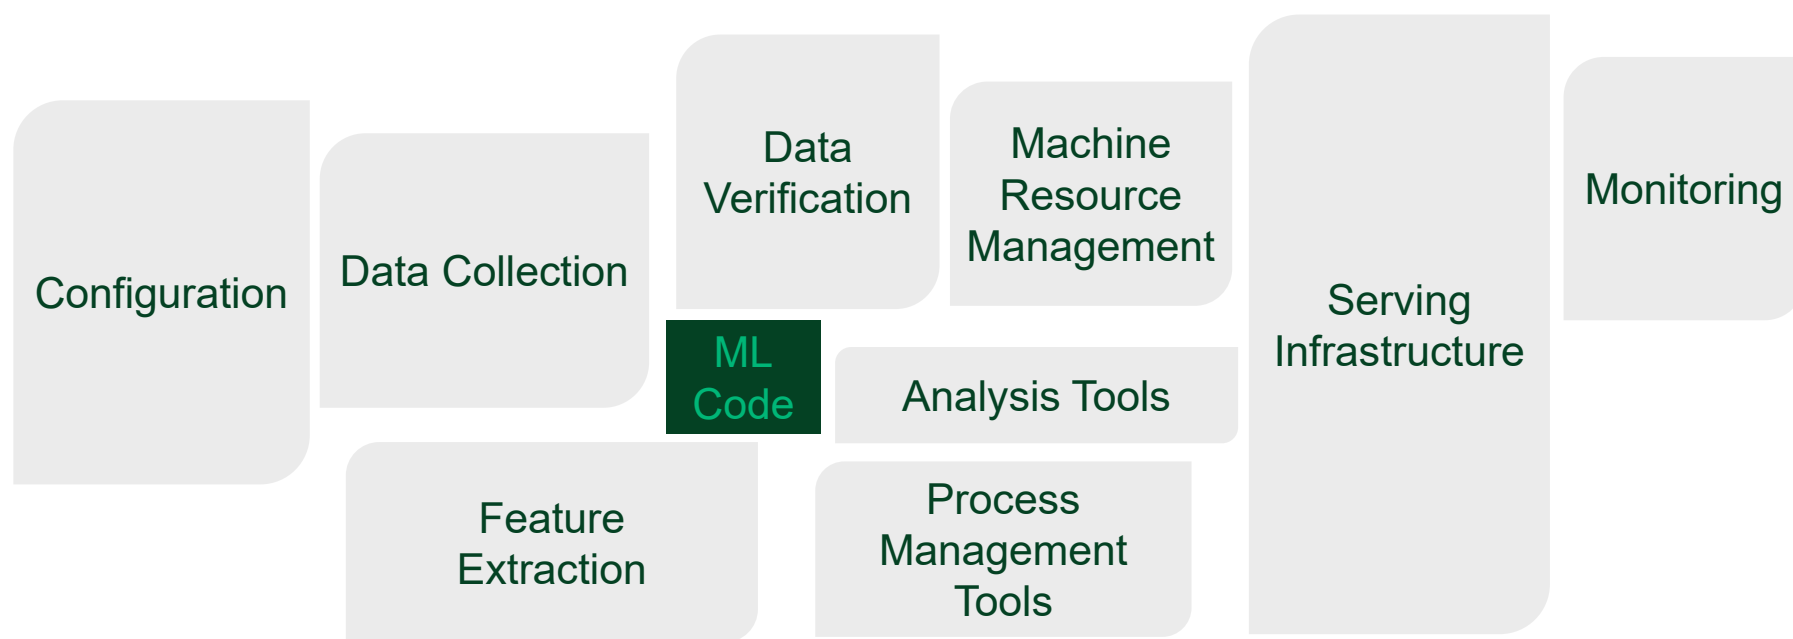 Configuration
Data Collection
Data
Verification
Machine
Resource
Management
ML
Code
Analysis Tools
Feature
Extraction
Process
Management
Tools
Serving
Infrastructure
Monitoring